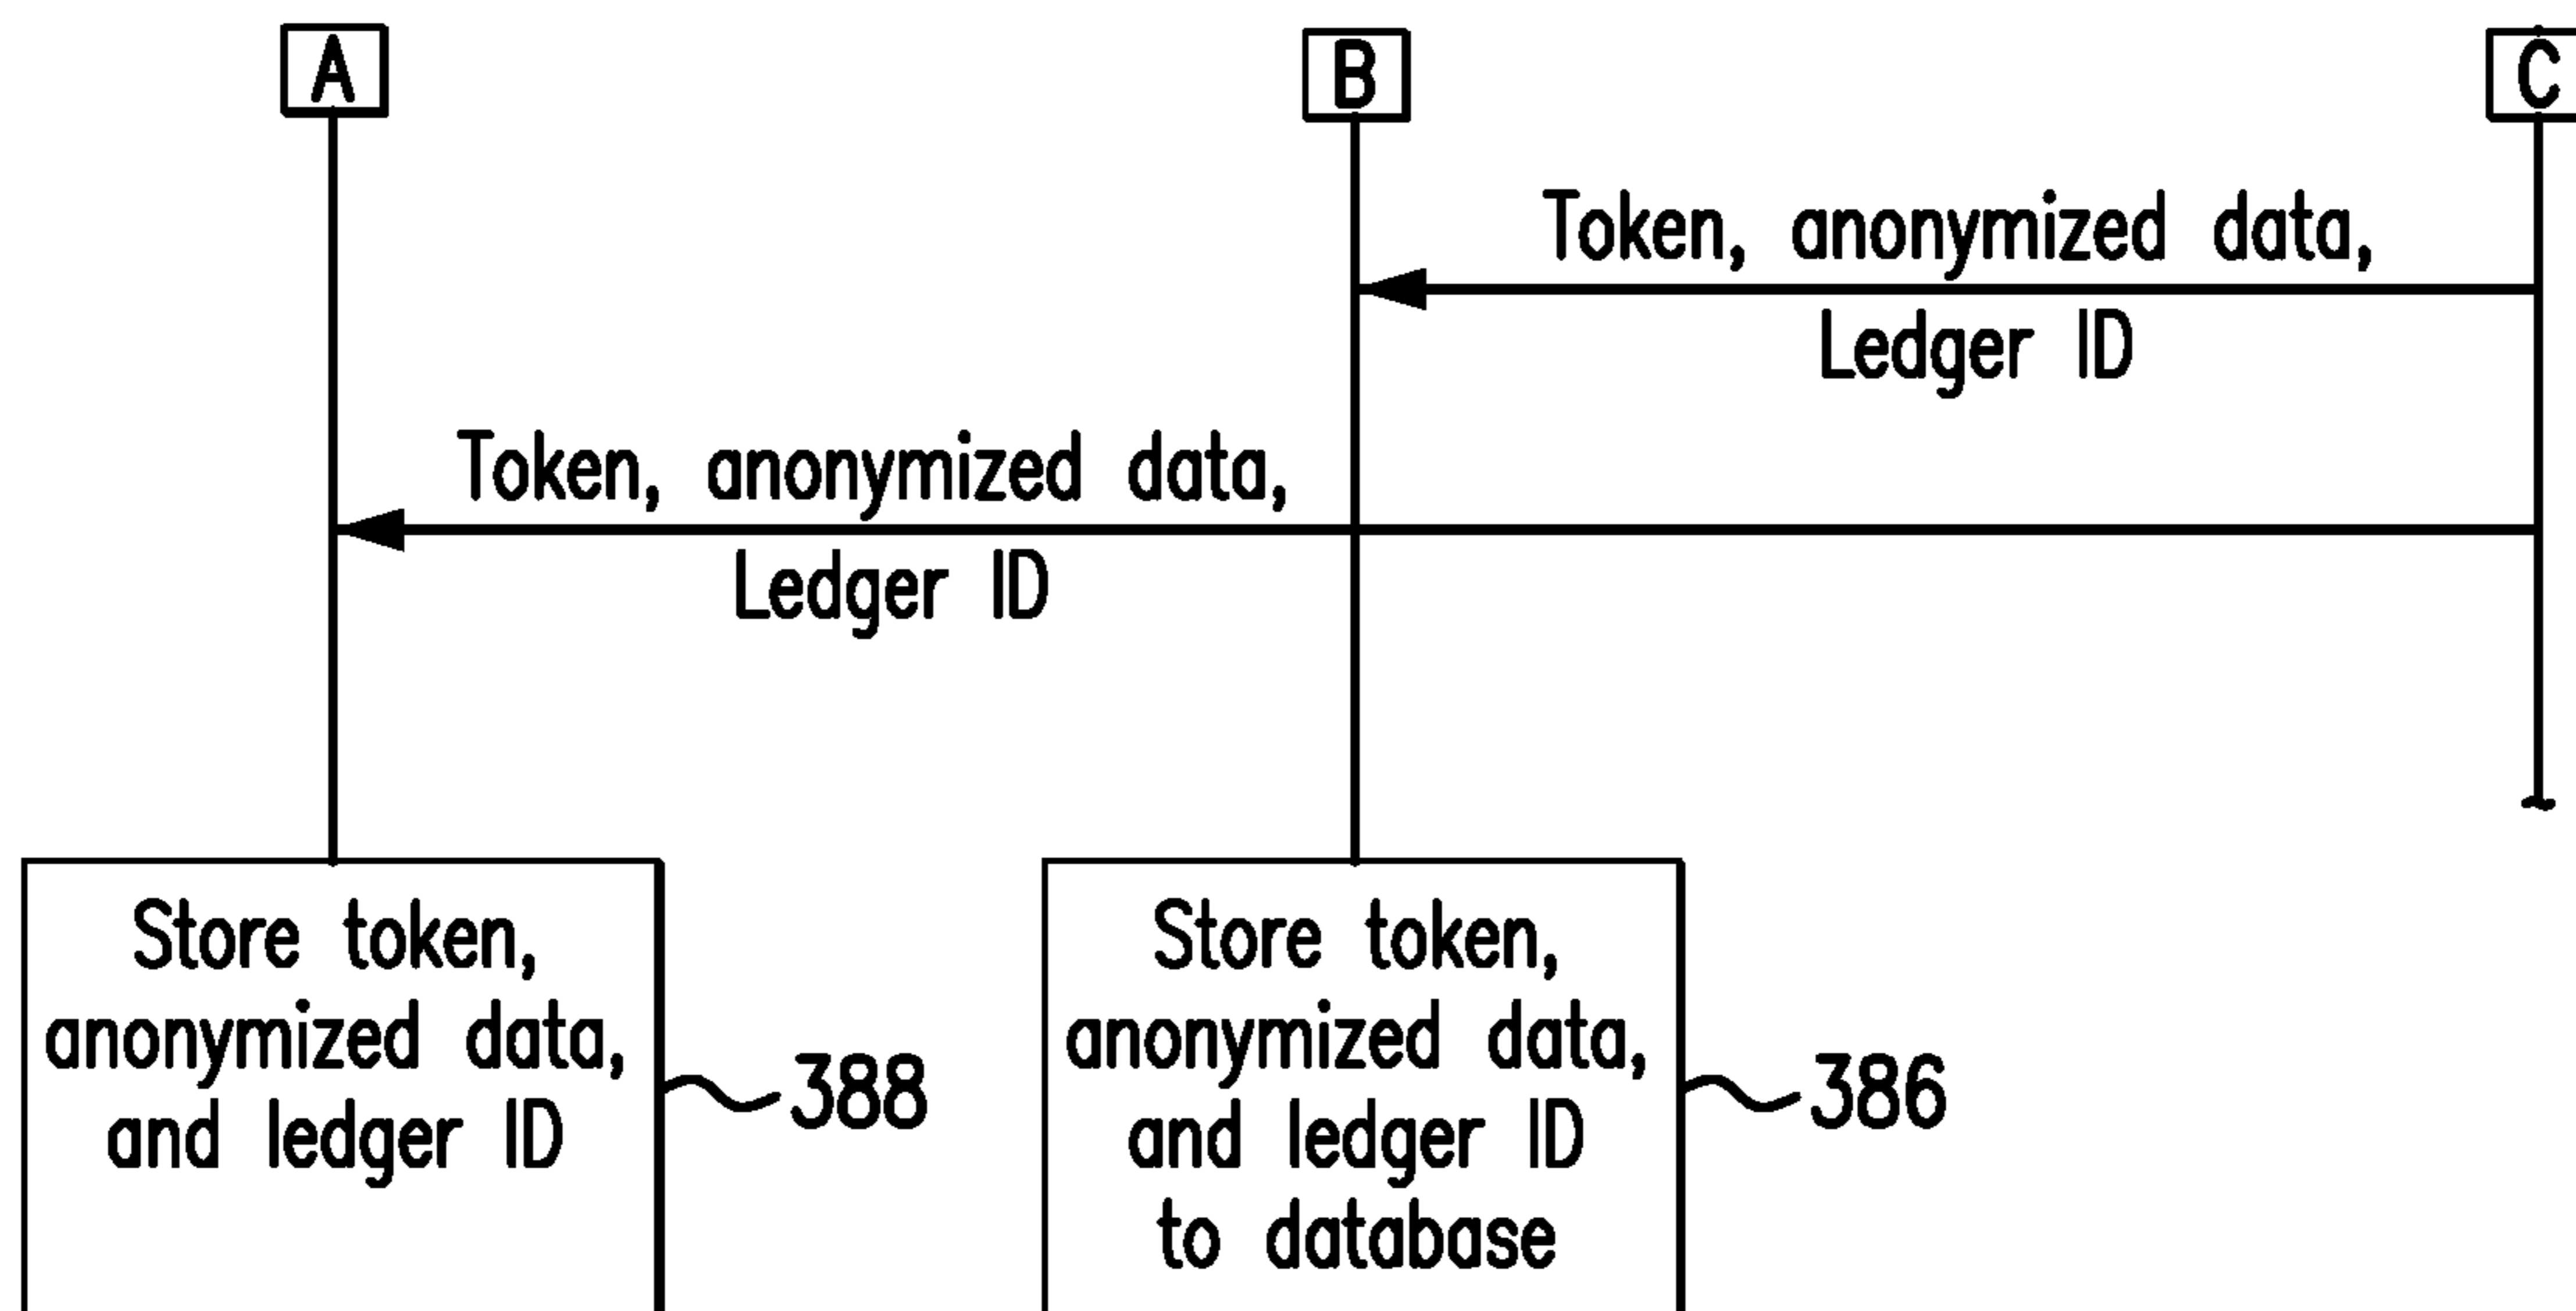 A
B
C
Token, anonymized data,
Ledger ID
Token, anonymized data,
Ledger ID
Store token,
anonymized data,
and ledger ID
388
Store token,
anonymized data,
and ledger ID
to database
386